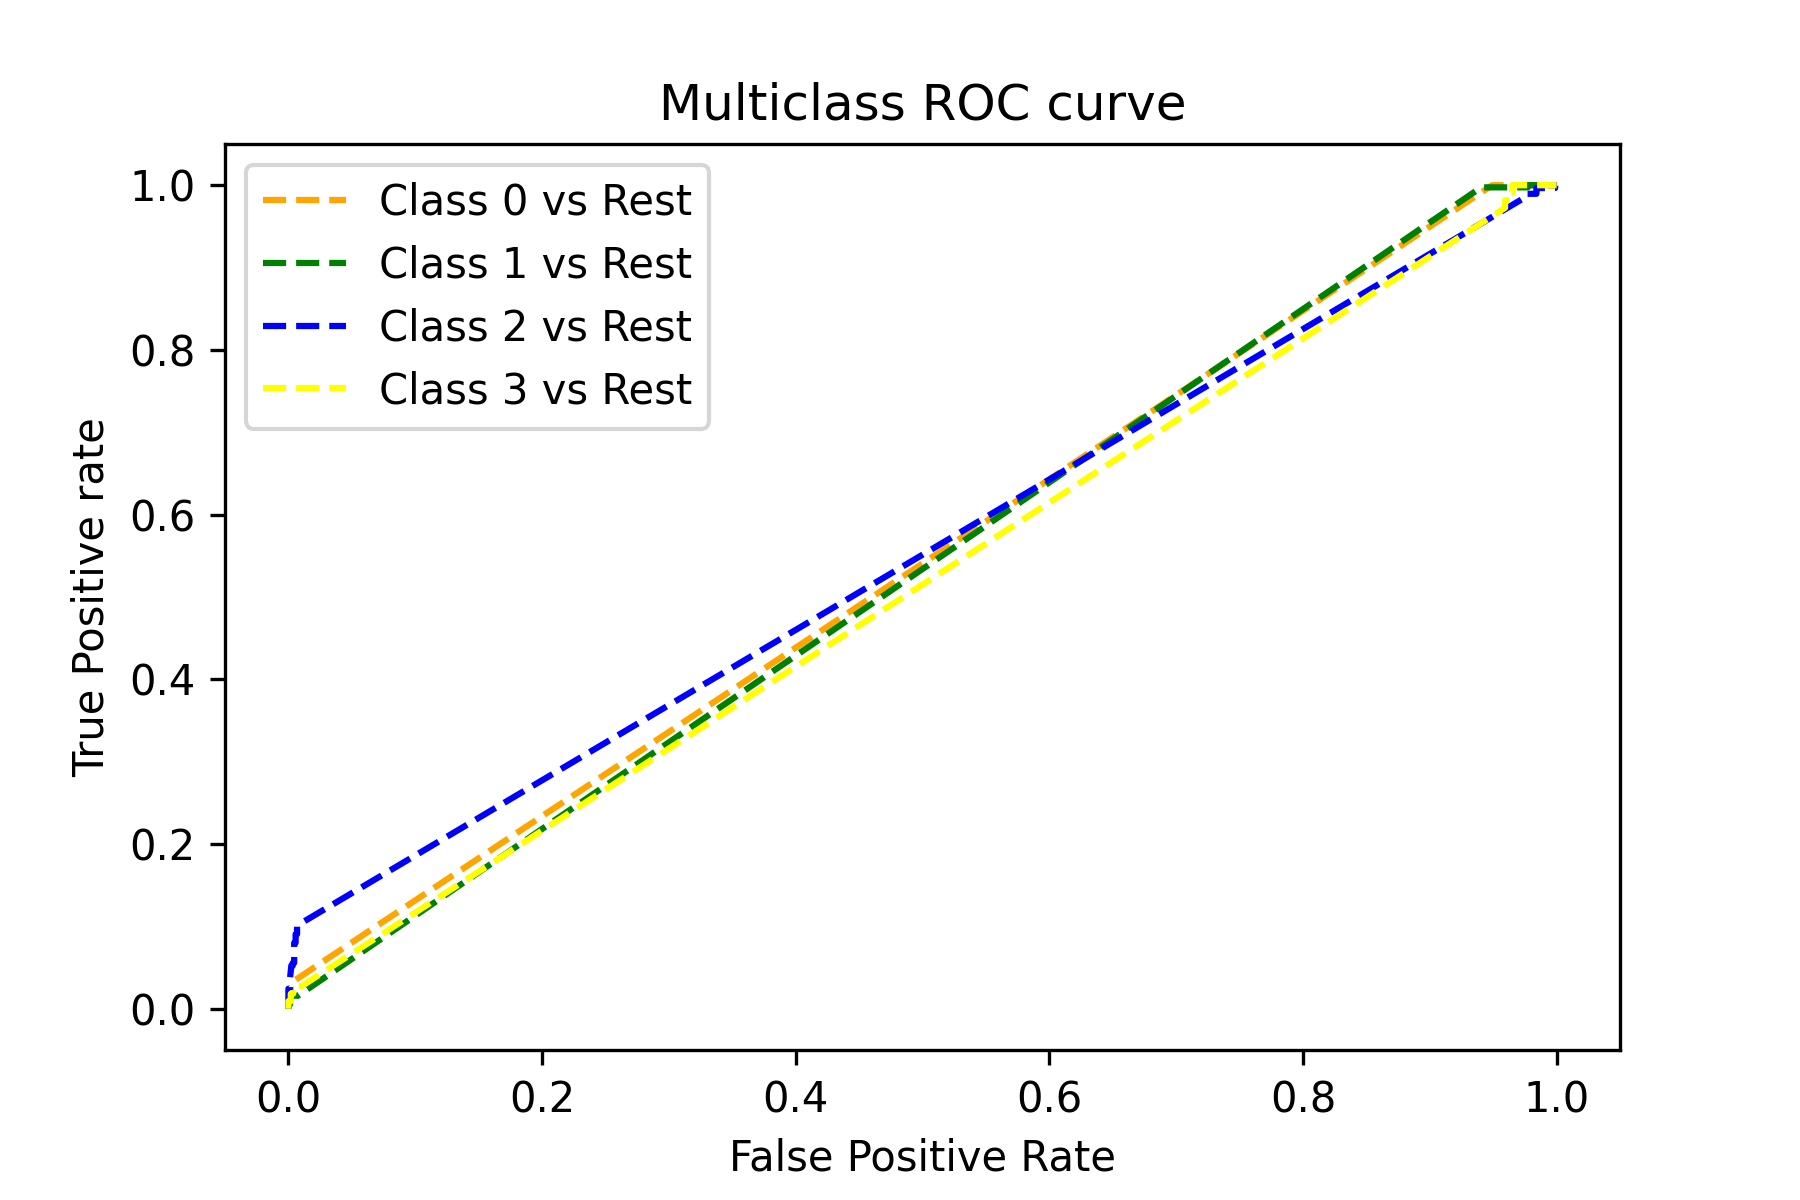 Multiclass ROC curve
Class 0 vs Rest
Class 1 vs Rest
Class 2 vs Rest
Class 3 vs Rest
True Positive rate
1.0
0.8
0.6
0.4
0.2
0.0
0.0 0.2 0.4 0.6 0.8 1.0
False Positive Rate